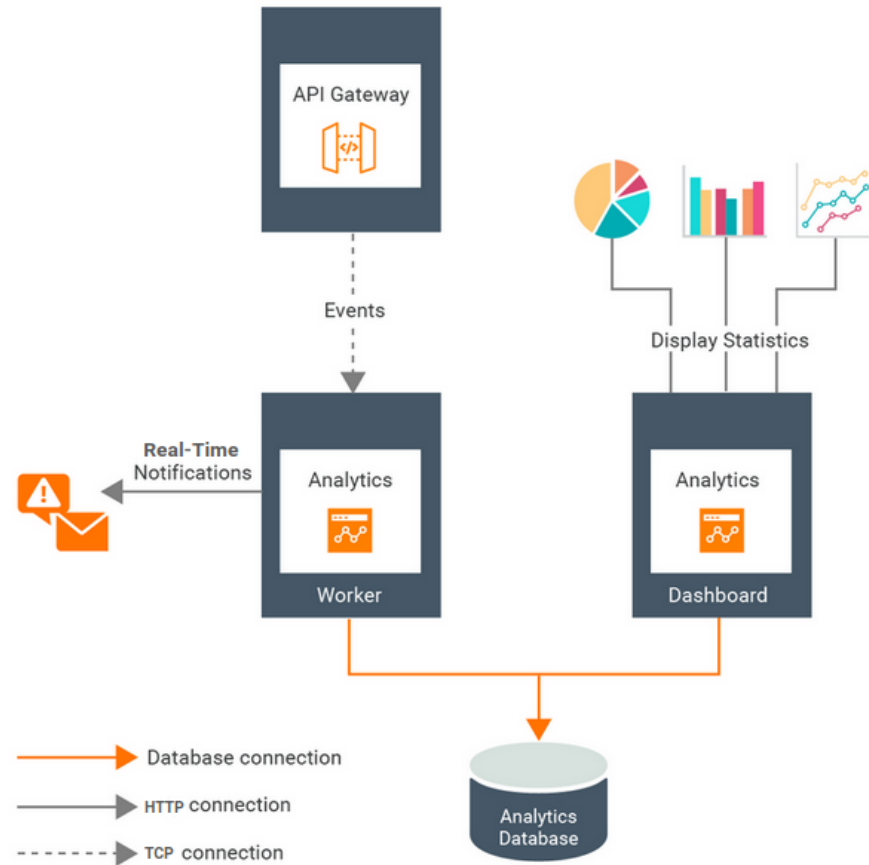 API Gateway
</>
Events
Display Statistics
Real-Time
Notifications
Analytics
Worker
Analytics
Dashboard
Database connection
HTTP connection
TCP connection
Analytics
Database